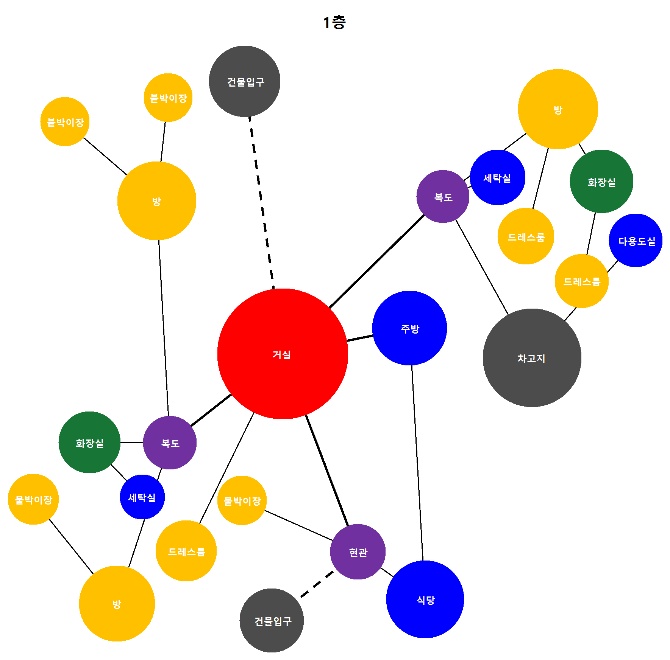 1층
건물입구
붙박이장
붙박이장
방
방
세탁실
화장실
복도
드레스룸
다용도실
드레스룸
주방
거실
차고지
화장실
복도
세탁실
붙박이장
붙박이장
드레스룸
현관
방
식당
건물입구